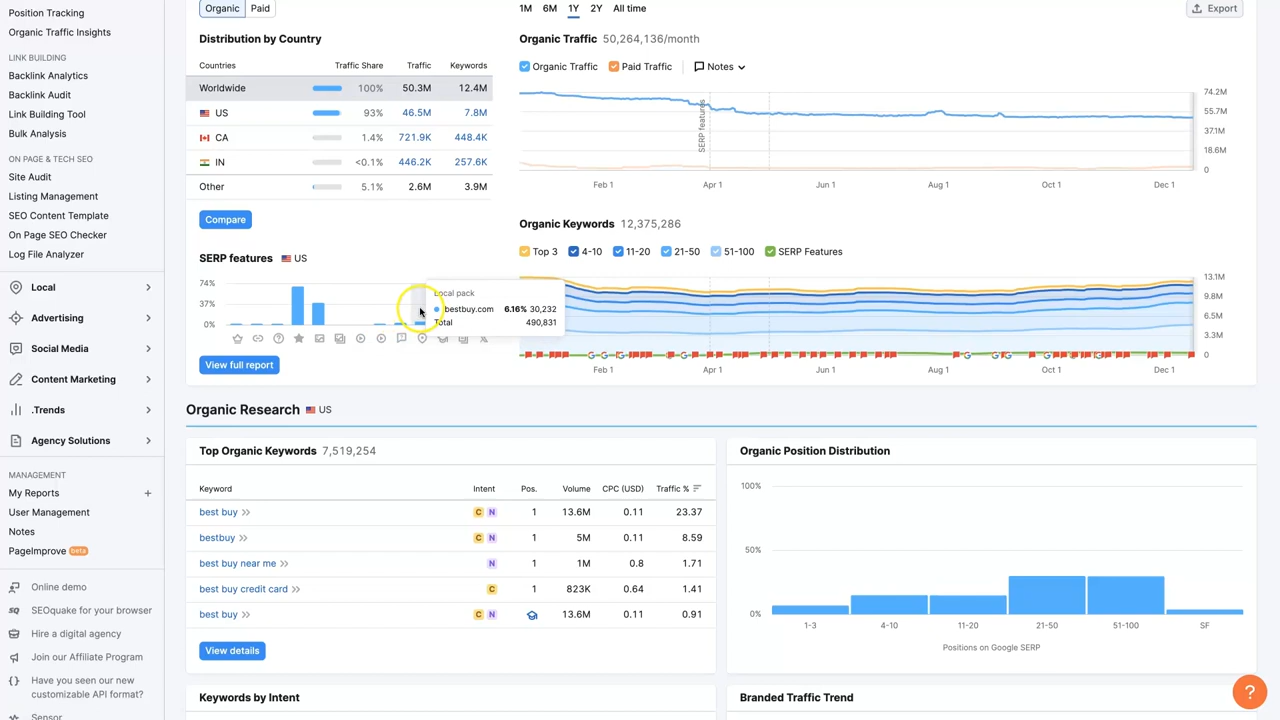 Position Tracking
Organic Traffic Insights
LINK BUILDING
Backlink Analytics
Backlink Audit
Link Building Tool
Bulk Analysis
ON PAGE & TECH SEO
Site Audit
Listing Management
SEO Content Template
On Page SEO Checker
Log File Analyzer
Local
Advertising
Social Media
Content Marketing
.Trends
Agency Solutions
MANAGEMENT
My Reports +
User Management
Notes
PageImprove beta
Online demo
SEOquake for your browser
Hire a digital agency
Join our Affiliate Program
Have you seen our new
customizable API format?
Sensor
Organic Paid
1M 6M 1Y 2Y All time
Export
Distribution by Country
Countries Traffic Share Traffic Keywords
Worldwide 100% 50.3M 12.4M
US 93% 46.5M 7.8M
CA 1.4% 721.9K 448.4K
IN <0.1% 446.2K 257.6K
Other 5.1% 2.6M 3.9M
Compare
SERP features US
74%
37%
0%
Local pack
bestbuy.com 6.16% 30,232
Total 490,831
View full report
Organic Traffic 50,264,136/month
Organic Traffic Paid Traffic Notes
SERP features
74.2M
55.7M
37.1M
18.6M
0
Feb 1 Apr 1 Jun 1 Aug 1 Oct 1 Dec 1
Organic Keywords 12,375,286
Top 3 4-10 11-20 21-50 51-100 SERP Features
13.1M
9.8M
6.5M
3.3M
0
Feb 1 Apr 1 Jun 1 Aug 1 Oct 1 Dec 1
Organic Research US
Top Organic Keywords 7,519,254
Keyword Intent Pos. Volume CPC (USD) Traffic %
best buy C N 1 13.6M 0.11 23.37
bestbuy C N 1 5M 0.11 8.59
best buy near me N 1 1M 0.8 1.71
best buy credit card C 1 823K 0.64 1.41
best buy C N 13.6M 0.11 0.91
View details
Organic Position Distribution
100%
50%
0%
1-3 4-10 11-20 21-50 51-100 SF
Positions on Google SERP
Keywords by Intent
Branded Traffic Trend
?